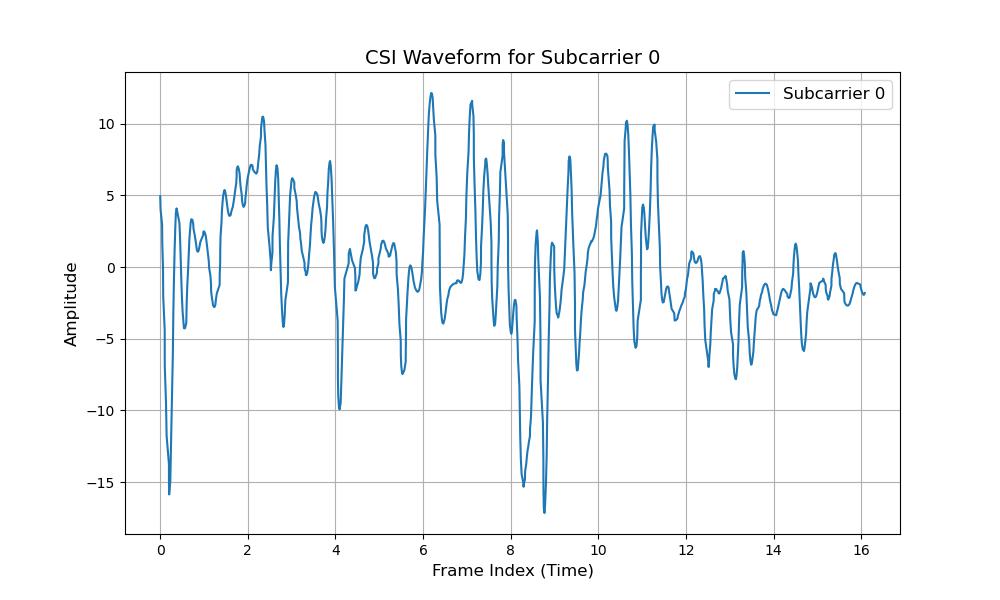 CSI Waveform for Subcarrier 0
Subcarrier 0
10
5
0
−5
−10
−15
Amplitude
0 2 4 6 8 10 12 14 16
Frame Index (Time)